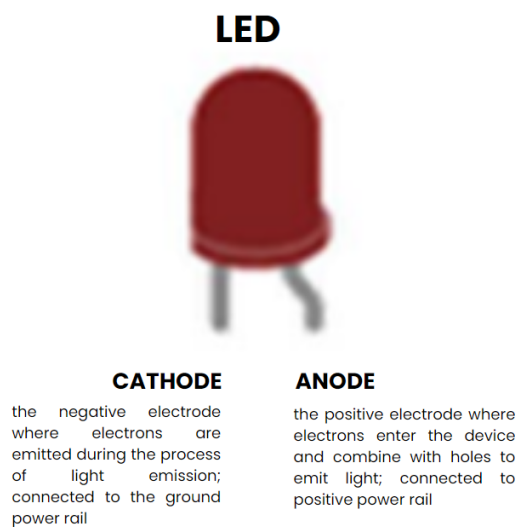 LED
CATHODE
the negative electrode
where electrons are
emitted during the process
of light emission;
connected to the ground
power rail
ANODE
the positive electrode where
electrons enter the device
and combine with holes to
emit light; connected to
positive power rail